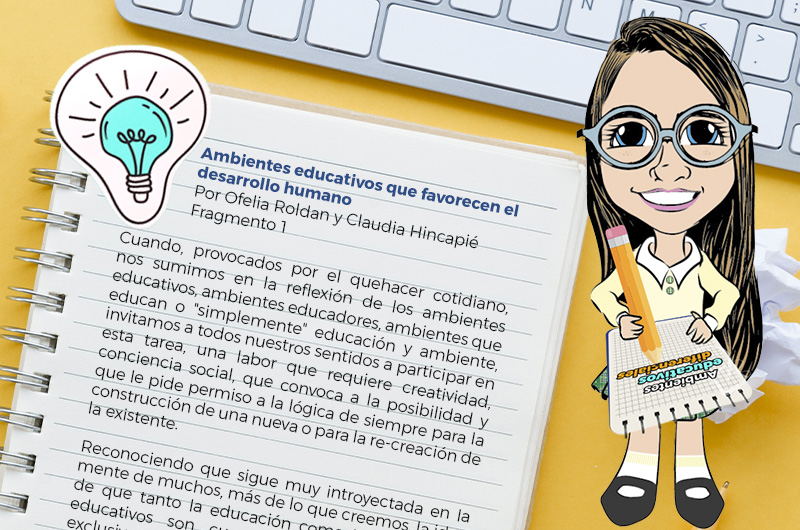 Ambientes educativos que favorecen el
desarrollo humano
Por Ofelia Roldan y Claudia Hincapié
Fragmento 1
Cuando, provocados por el quehacer cotidiano,
nos sumimos en la reflexión de los ambientes
educativos, ambientes educadores, ambientes que
educan o "simplemente" educación y ambiente,
invitamos a todos nuestros sentidos a participar en
esta tarea, una labor que requiere creatividad,
conciencia social, que convoca a la posibilidad y
que le pide permiso a la lógica de siempre para la
construcción de una nueva o para la re-creación de
la existente.
Reconociendo que sigue muy introyectada en la
mente de muchos, más de lo que creemos, la
de que tanto la educación
educativos son
Ambientes
educativos
diferenciales